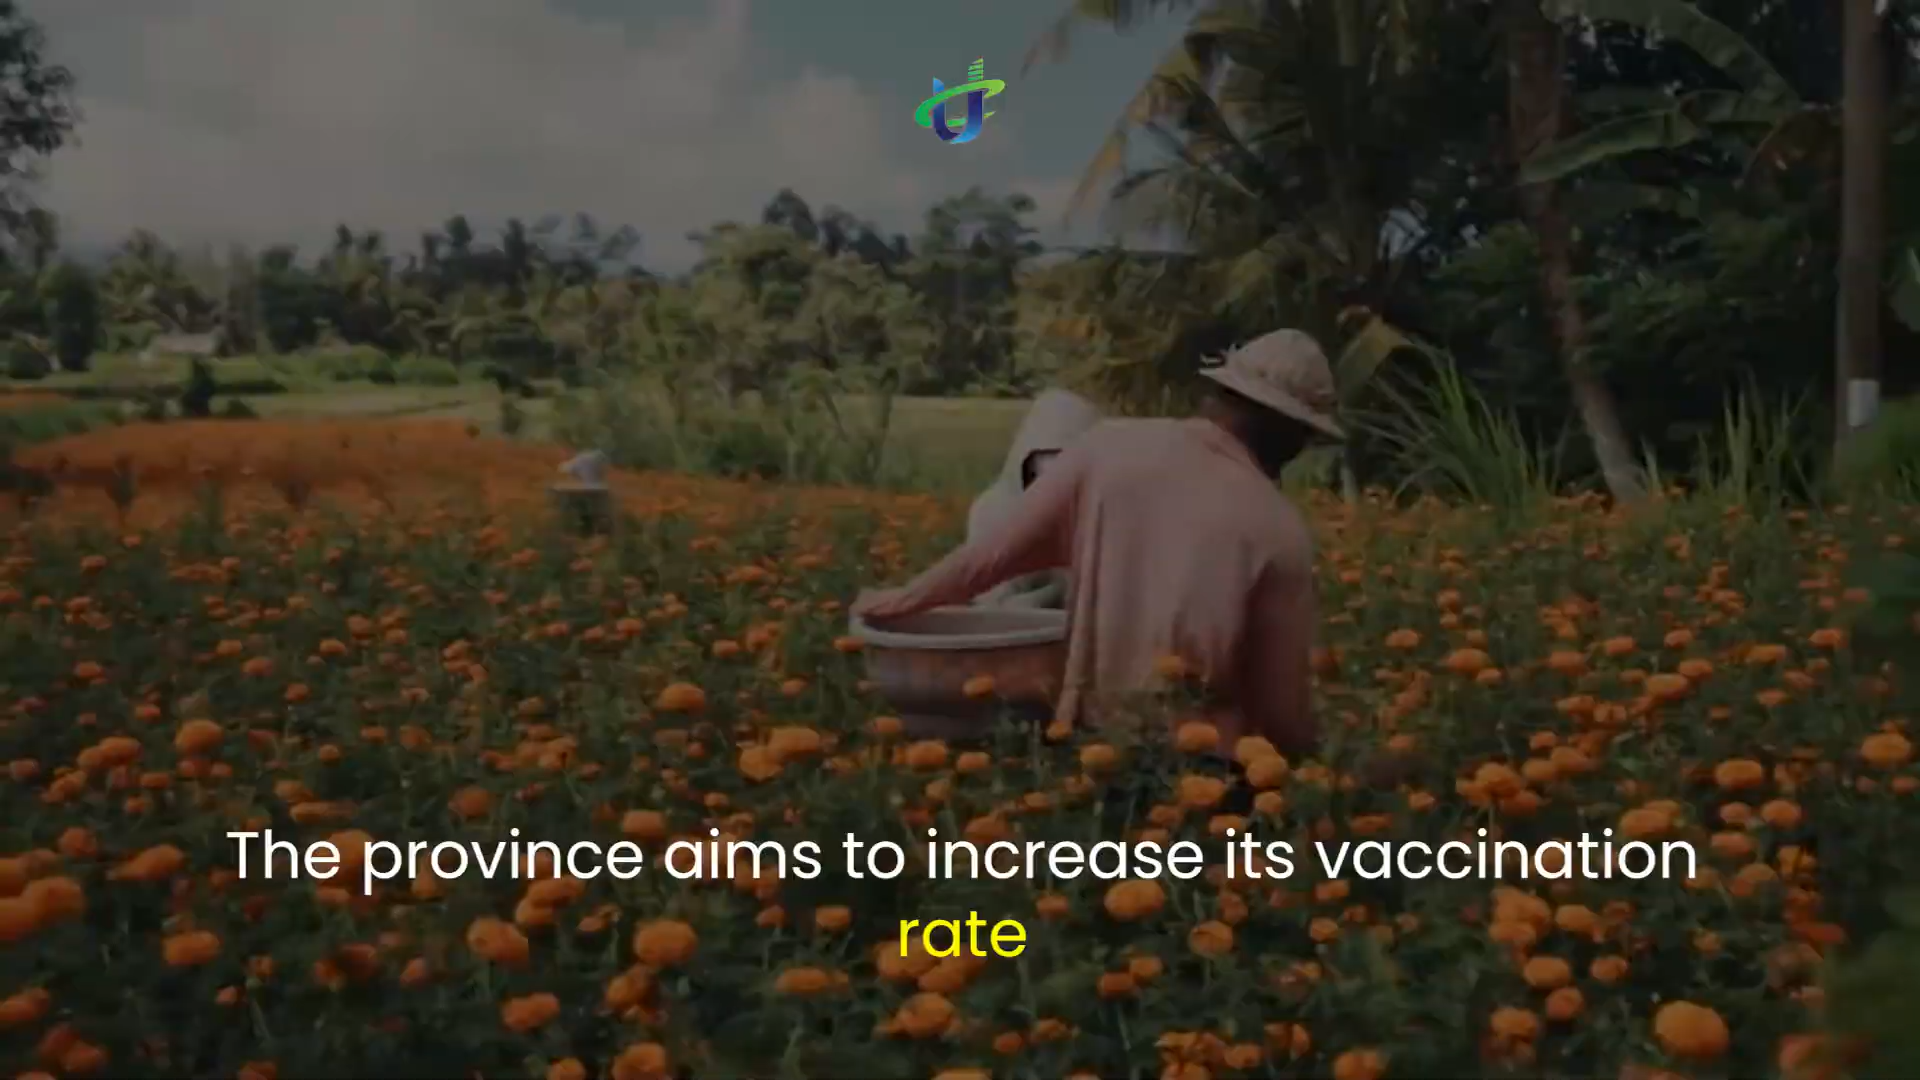 The province aims to increase its vaccination
rate